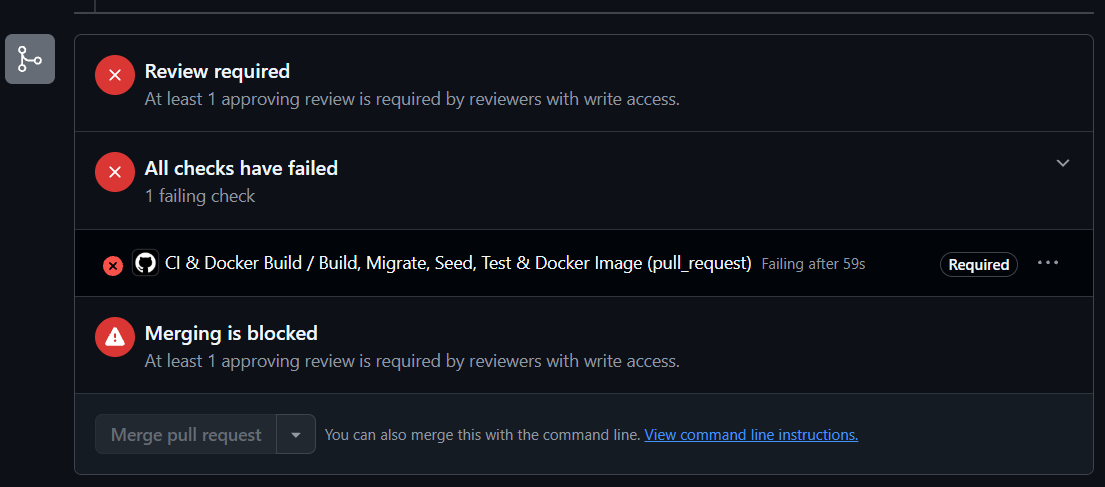 Review required
At least 1 approving review is required by reviewers with write access.
All checks have failed
1 failing check
CI & Docker Build / Build, Migrate, Seed, Test & Docker Image (pull_request) Failing after 59s Required
Merging is blocked
At least 1 approving review is required by reviewers with write access.
Merge pull request You can also merge this with the command line. View command line instructions.